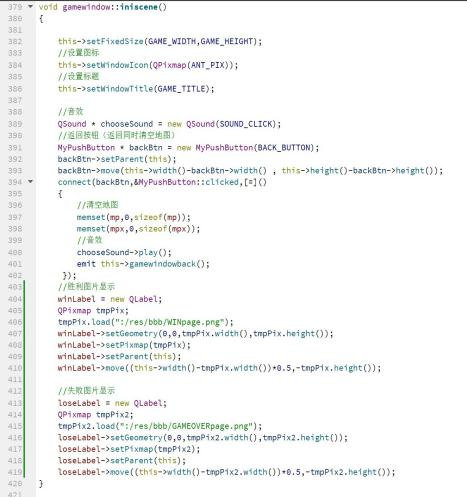 379 void gamewindow::iniscene()
380 {
381
382 this->setFixedSize(GAME_WIDTH,GAME_HEIGHT);
383 //设置图标
384 this->setWindowIcon(QPixmap(ANT_PIX));
385 //设置标题
386 this->setWindowTitle(GAME_TITLE);
387
388 //音效
389 QSound * chooseSound = new QSound(SOUND_CLICK);
390 //返回按钮（返回同时清空地图）
391 MyPushButton * backBtn = new MyPushButton(BACK_BUTTON);
392 backBtn->setParent(this);
393 backBtn->move(this->width()-backBtn->width() , this->height()-backBtn->height());
394 connect(backBtn,&MyPushButton::clicked,[=]()
395 {
396 //清空地图
397 memset(mp,0,sizeof(mp));
398 memset(mpx,0,sizeof(mpx));
399 //音效
400 chooseSound->play();
401 emit this->gamewindowback();
402 });
403 //胜利图片显示
404 winLabel = new QLabel;
405 QPixmap tmpPix;
406 tmpPix.load(":/res/bbb/WINpage.png");
407 winLabel->setGeometry(0,0,tmpPix.width(),tmpPix.height());
408 winLabel->setPixmap(tmpPix);
409 winLabel->setParent(this);
410 winLabel->move((this->width()-tmpPix.width())*0.5,-tmpPix.height());
411
412 //失败图片显示
413 loseLabel = new QLabel;
414 QPixmap tmpPix2;
415 tmpPix2.load(":/res/bbb/GAMEOVERpage.png");
416 loseLabel->setGeometry(0,0,tmpPix2.width(),tmpPix2.height());
417 loseLabel->setPixmap(tmpPix2);
418 loseLabel->setParent(this);
419 loseLabel->move((this->width()-tmpPix2.width())*0.5,-tmpPix2.height());
420 }
421